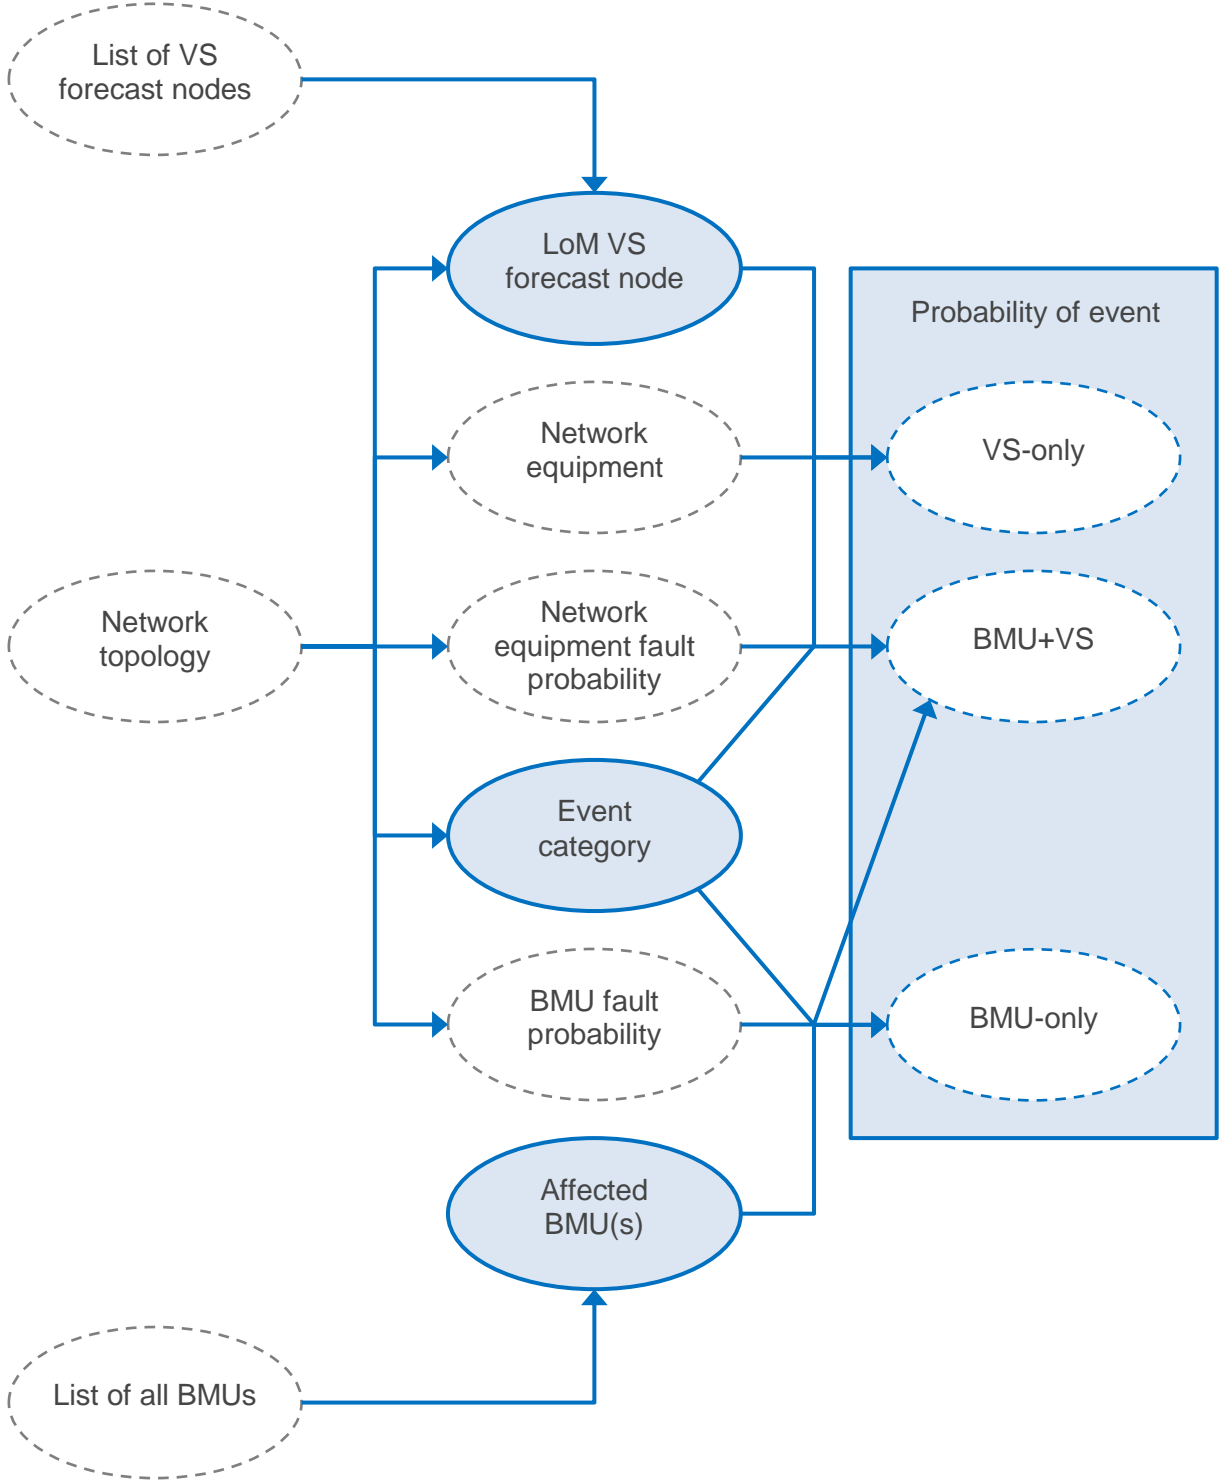 List of VS
forecast nodes
LoM VS
forecast node
Probability of event
Network
equipment
VS-only
Network
topology
Network
equipment fault
probability
BMU+VS
Event
category
BMU fault
probability
BMU-only
Affected
BMU(s)
List of all BMUs